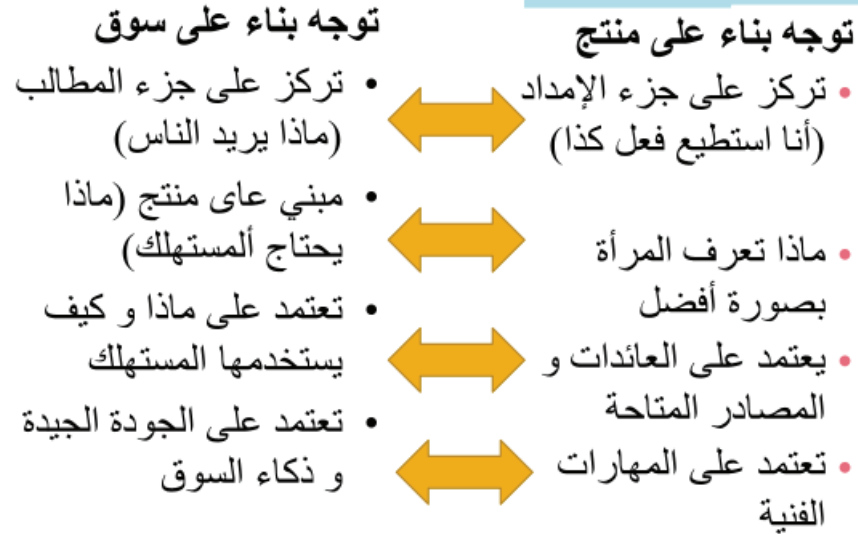 توجه بناء على منتج
• تركز على جزء الإمداد
(أنا استطيع فعل كذا)
• ماذا تعرف المرأة
بصورة أفضل
• يعتمد على العائدات و
المصادر المتاحة
• تعتمد على المهارات
الفنية
توجه بناء على سوق
• تركز على جزء المطالب
(ماذا يريد الناس)
• مبني عاى منتج (ماذا
يحتاج ألمستهلك)
• تعتمد على ماذا و كيف
يستخدمها المستهلك
• تعتمد على الجودة الجيدة
و ذكاء السوق